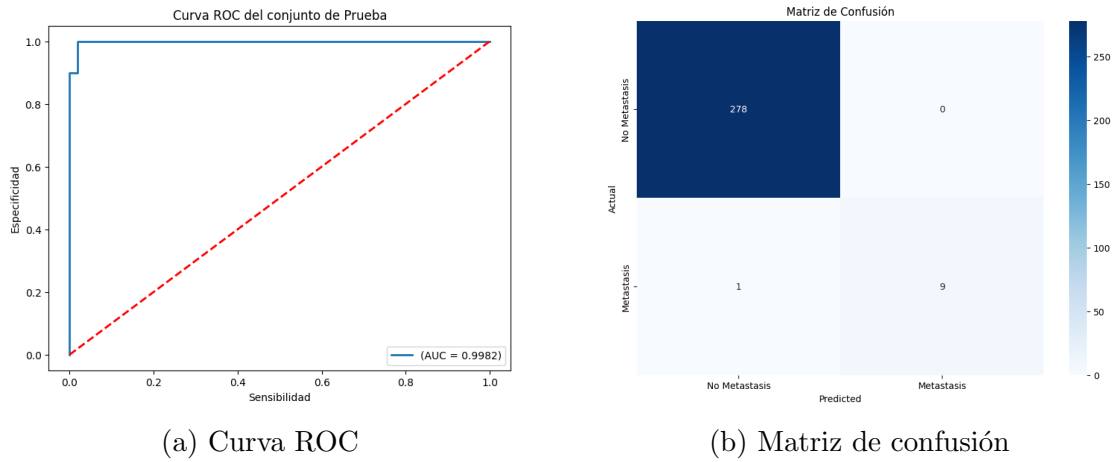 Curva ROC del conjunto de Prueba
1.0
0.8
0.6
0.4
0.2
0.0
Especificidad
0.0 0.2 0.4 0.6 0.8 1.0
Sensibilidad
(AUC = 0.9982)
(a) Curva ROC
Matriz de Confusión
No Metastasis
Metastasis
Actual
278 0
1 9
No Metastasis Metastasis
Predicted
250
200
150
100
50
0
(b) Matriz de confusión